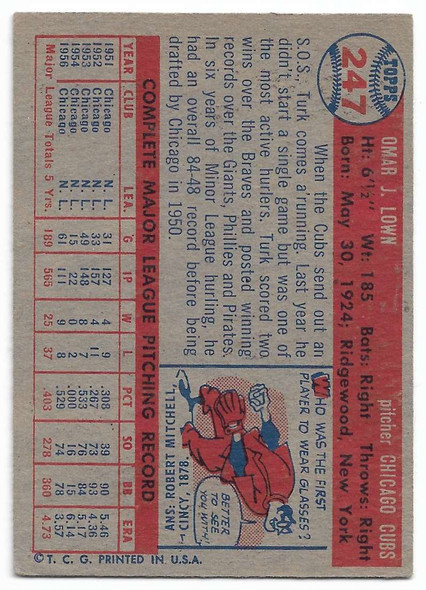 TOPPS
247
OMAR J. LOWN pitcher CHICAGO CUBS
Ht: 6'½" Wt: 185 Bats: Right Throws: Right
Born: May 30, 1924; Ridgewood, New York
When the Cubs send out an
S.O.S. Turk comes a'running. Last year he
didn't start a single game but was one of
the most active hurlers. Turk scored two
wins over the Braves and posted winning
records over the Giants, Phillies and Pirates.
In six years of Minor League hurling, he
had an overall 84-48 record before being
drafted by Chicago in 1950.
WHO WAS THE FIRST
PLAYER TO WEAR GLASSES?
BETTER
TO SEE
YOU WITH!
ANS: ROBERT MITCHELL
CINCY, 1878.
COMPLETE MAJOR LEAGUE PITCHING RECORD
YEAR CLUB LEA. G IP W L PCT SO BB ERA
1951 Chicago N. L. 31 127 4 9 .308 39 90 5.46
1952 Chicago N. L. 33 157 4 11 .267 73 93 4.36
1953 Chicago N. L. 49 148 8 7 .533 76 84 5.17
1954 Chicago N. L. 15 22 0 2 .000 16 15 6.14
1956 Chicago N. L. 61 111 9 8 .529 74 78 3.57
Major League Totals 5 Yrs. 189 565 25 37 .403 278 360 4.73
© T. C. G. PRINTED IN U.S.A.